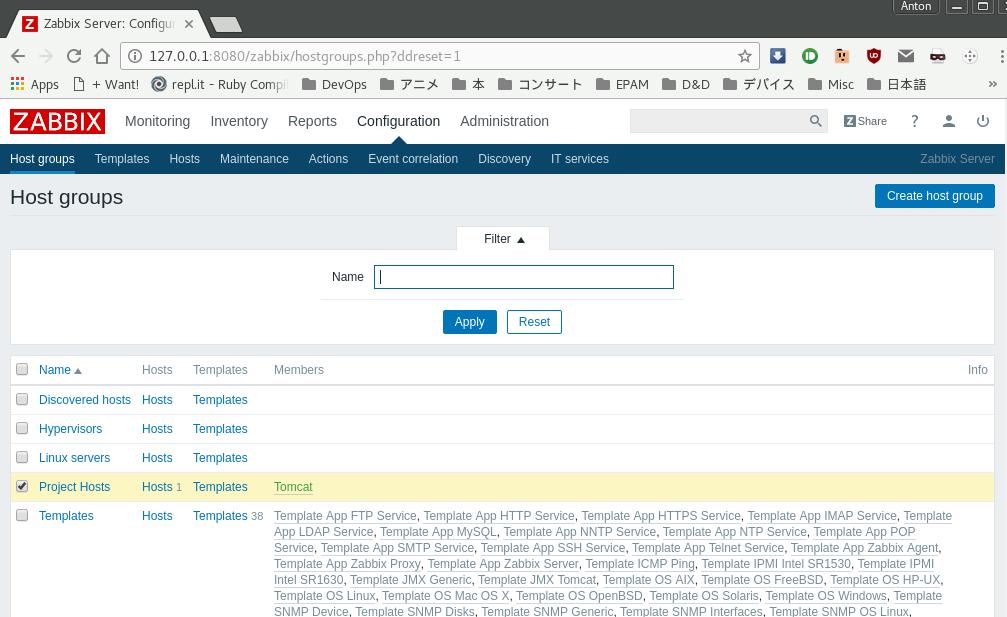 Anton
Z Zabbix Server: Configur
127.0.0.1:8080/zabbix/hostgroups.php?ddreset=1
Apps + Want! repl.it - Ruby Compil DevOps アニメ 本 コンサート EPAM D&D デバイス Misc 日本語 »
ZABBIX Monitoring Inventory Reports Configuration Administration Z Share ?
Host groups Templates Hosts Maintenance Actions Event correlation Discovery IT services Zabbix Server
Host groups Create host group
Filter
Name
Apply Reset
Name Hosts Templates Members Info
Discovered hosts Hosts Templates
Hypervisors Hosts Templates
Linux servers Hosts Templates
Project Hosts Hosts 1 Templates Tomcat
Templates Hosts Templates 38 Template App FTP Service, Template App HTTP Service, Template App HTTPS Service, Template App IMAP Service, Template
App LDAP Service, Template App MySQL, Template App NNTP Service, Template App NTP Service, Template App POP
Service, Template App SMTP Service, Template App SSH Service, Template App Telnet Service, Template App Zabbix Agent,
Template App Zabbix Proxy, Template App Zabbix Server, Template ICMP Ping, Template IPMI Intel SR1530, Template IPMI
Intel SR1630, Template JMX Generic, Template JMX Tomcat, Template OS AIX, Template OS FreeBSD, Template OS HP-UX,
Template OS Linux, Template OS Mac OS X, Template OS OpenBSD, Template OS Solaris, Template OS Windows, Template
SNMP Device, Template SNMP Disks, Template SNMP Generic, Template SNMP Interfaces, Template SNMP OS Linux,